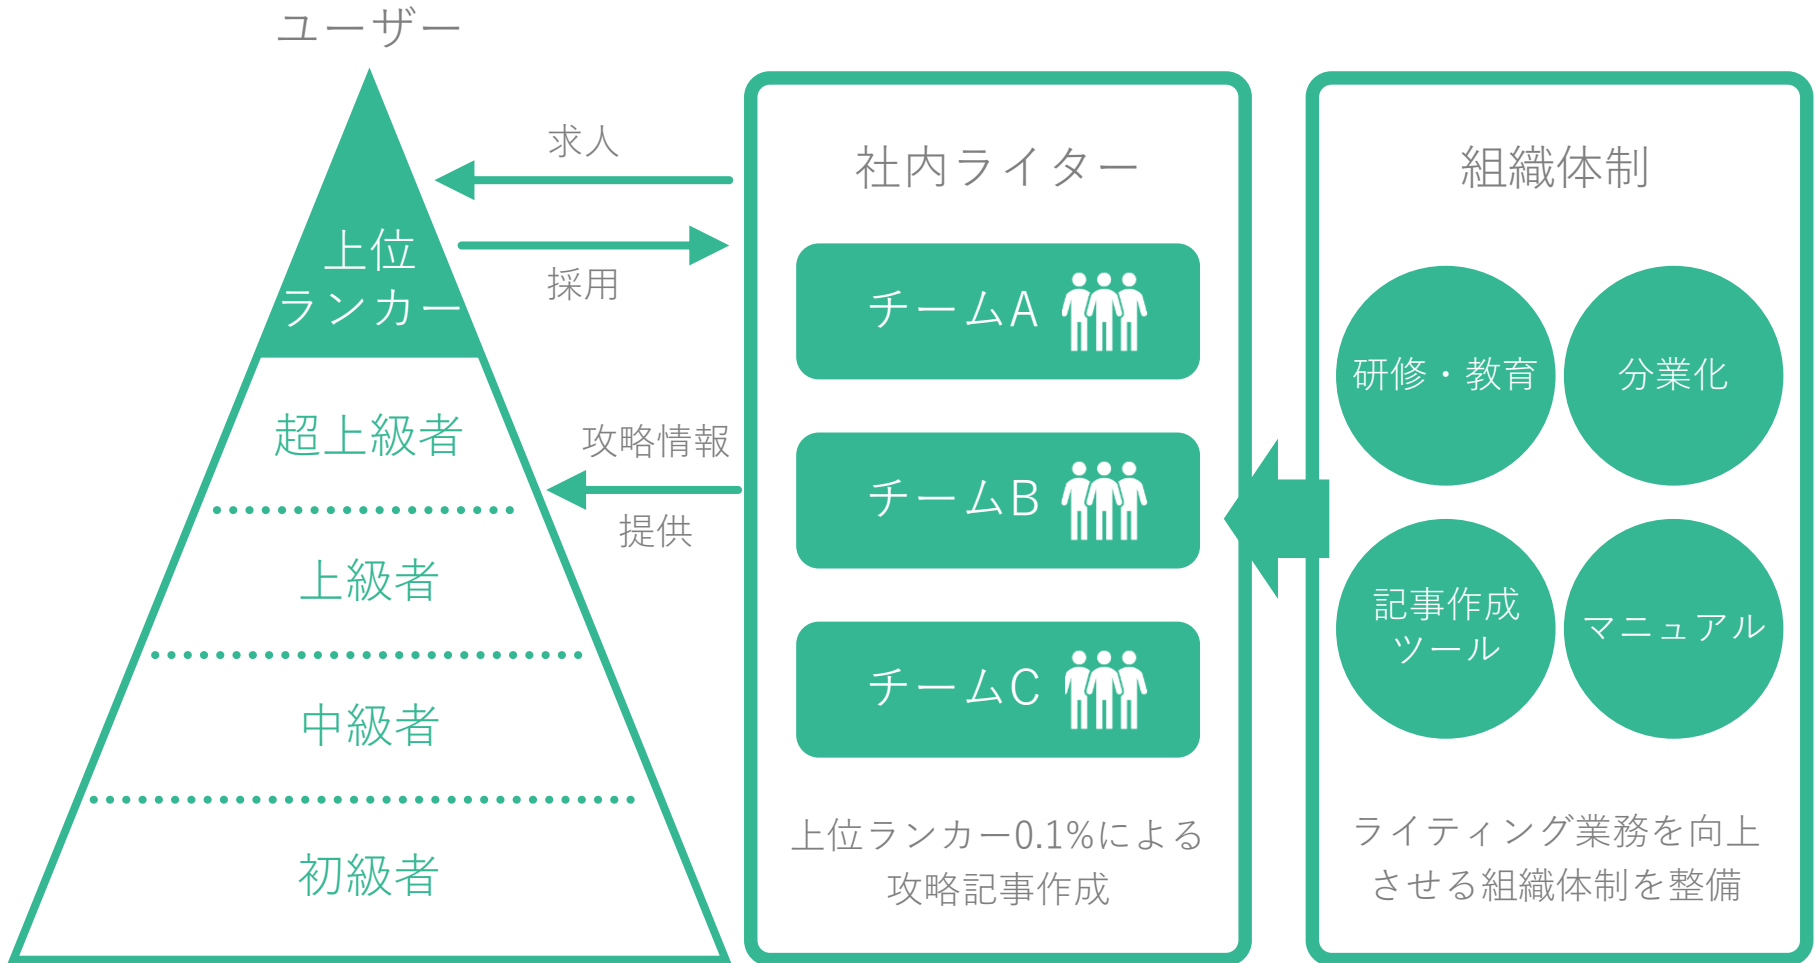 ユーザー
上位
ランカー
超上級者
上級者
中級者
初級者
求人
採用
攻略情報
提供
社内ライター
チームA
チームB
チームC
上位ランカー0.1%による
攻略記事作成
組織体制
研修・教育
分業化
記事作成
ツール
マニュアル
ライティング業務を向上
させる組織体制を整備